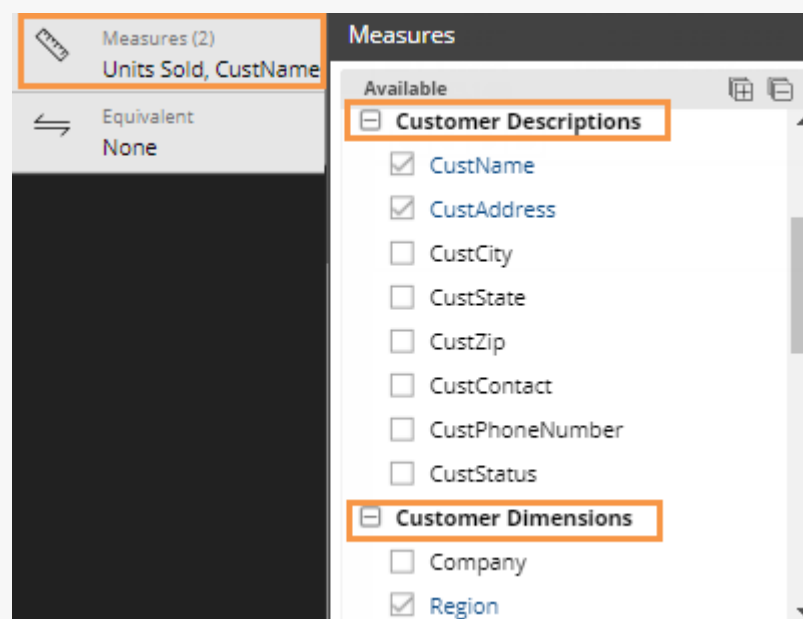 Measures (2)
Units Sold, CustName
Equivalent
None
Measures
Available
Customer Descriptions
CustName
CustAddress
CustCity
CustState
CustZip
CustContact
CustPhoneNumber
CustStatus
Customer Dimensions
Company
Region